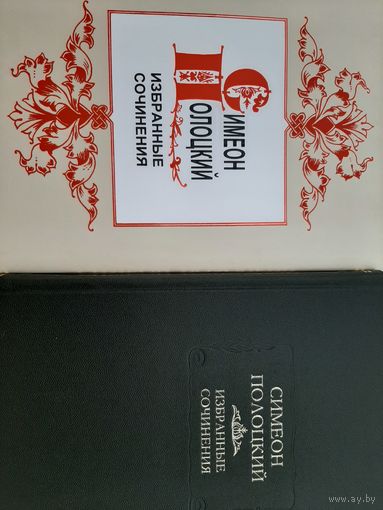 СИМЕОН
ПОЛОЦКИЙ
ИЗБРАННЫЕ
СОЧИНЕНИЯ
СИМЕОН
ПОЛОЦКИЙ
ИЗБРАННЫЕ
СОЧИНЕНИЯ
www.ay.by